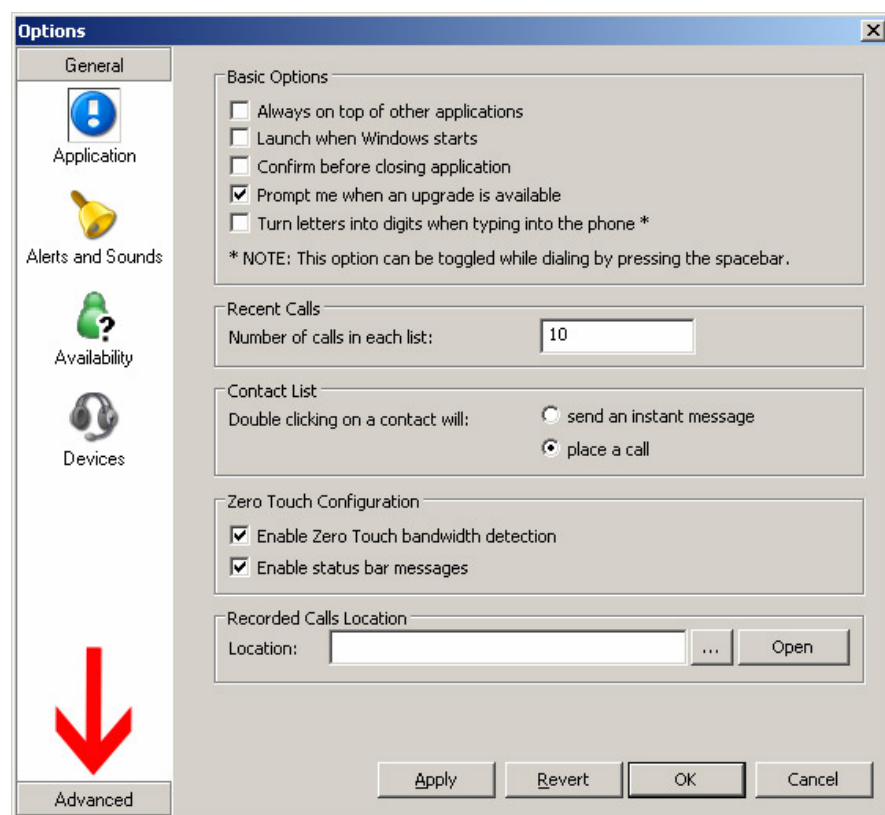 Options
General
Application
Alerts and Sounds
Availability
Devices
Advanced
Basic Options
Always on top of other applications
Launch when Windows starts
Confirm before closing application
Prompt me when an upgrade is available
Turn letters into digits when typing into the phone *
* NOTE: This option can be toggled while dialing by pressing the spacebar.
Recent Calls
Number of calls in each list: 10
Contact List
Double clicking on a contact will: send an instant message
place a call
Zero Touch Configuration
Enable Zero Touch bandwidth detection
Enable status bar messages
Recorded Calls Location
Location: ... Open
Apply Revert OK Cancel